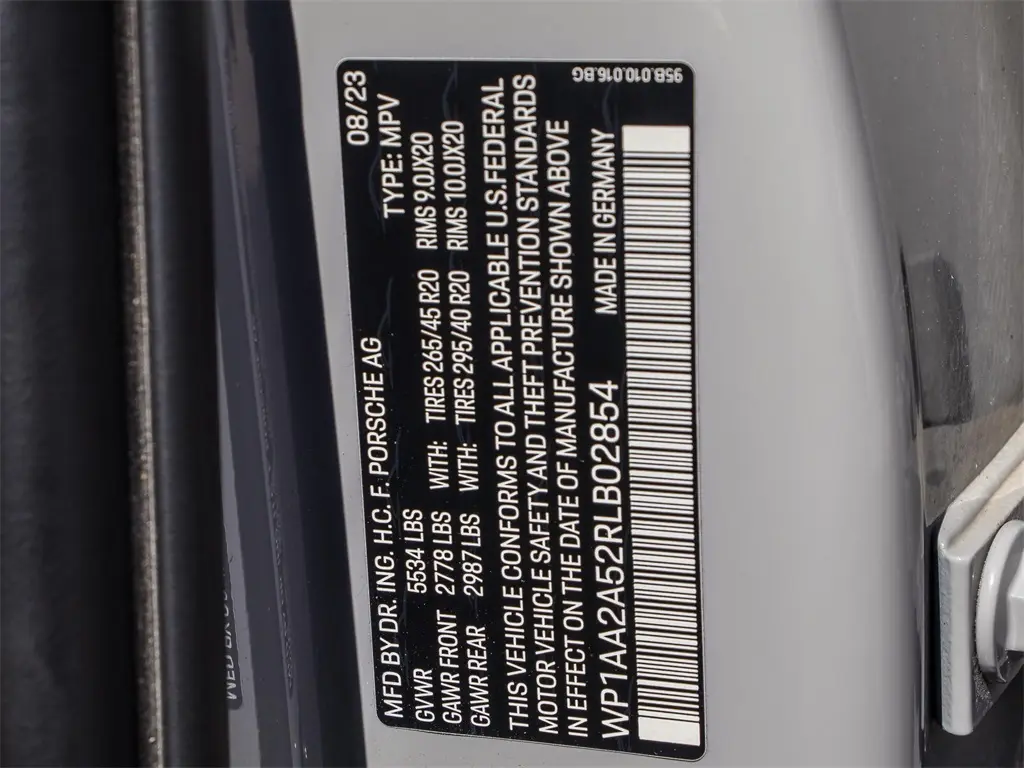 MFD BY DR. ING. H.C. F. PORSCHE AG 08/23
GVWR 5534 LBS TYPE: MPV
GAWR FRONT 2778 LBS WITH: TIRES 265/45 R20 RIMS 9.0JX20
GAWR REAR 2987 LBS WITH: TIRES 295/40 R20 RIMS 10.0JX20
THIS VEHICLE CONFORMS TO ALL APPLICABLE U.S. FEDERAL
MOTOR VEHICLE SAFETY AND THEFT PREVENTION STANDARDS
IN EFFECT ON THE DATE OF MANUFACTURE SHOWN ABOVE
WP1AA2A52RLB02854 MADE IN GERMANY
95B.010.016.BG